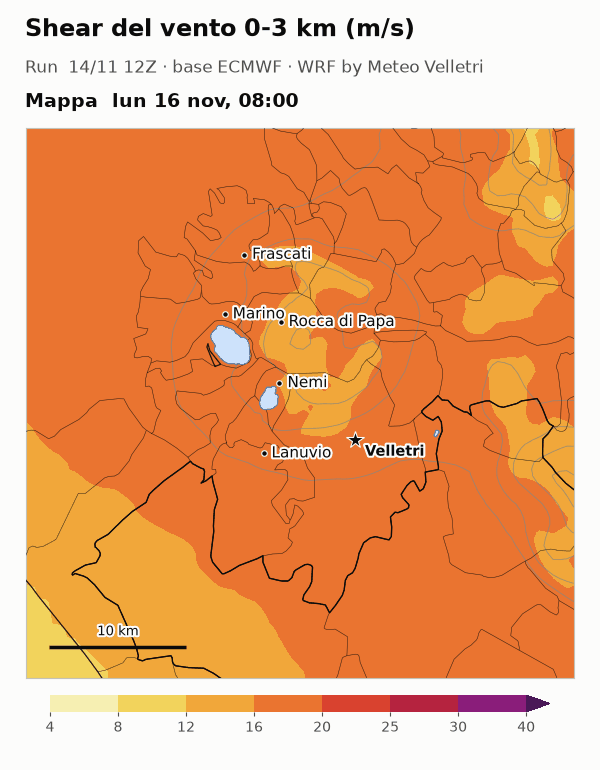 Shear del vento 0-3 km (m/s)
Run  14/11 12Z · base ECMWF · WRF by Meteo Velletri
Mappa  lun 16 nov, 08:00
Frascati
Marino
Rocca di Papa
Nemi
Velletri
Lanuvio
10 km
4 8 12 16 20 25 30 40